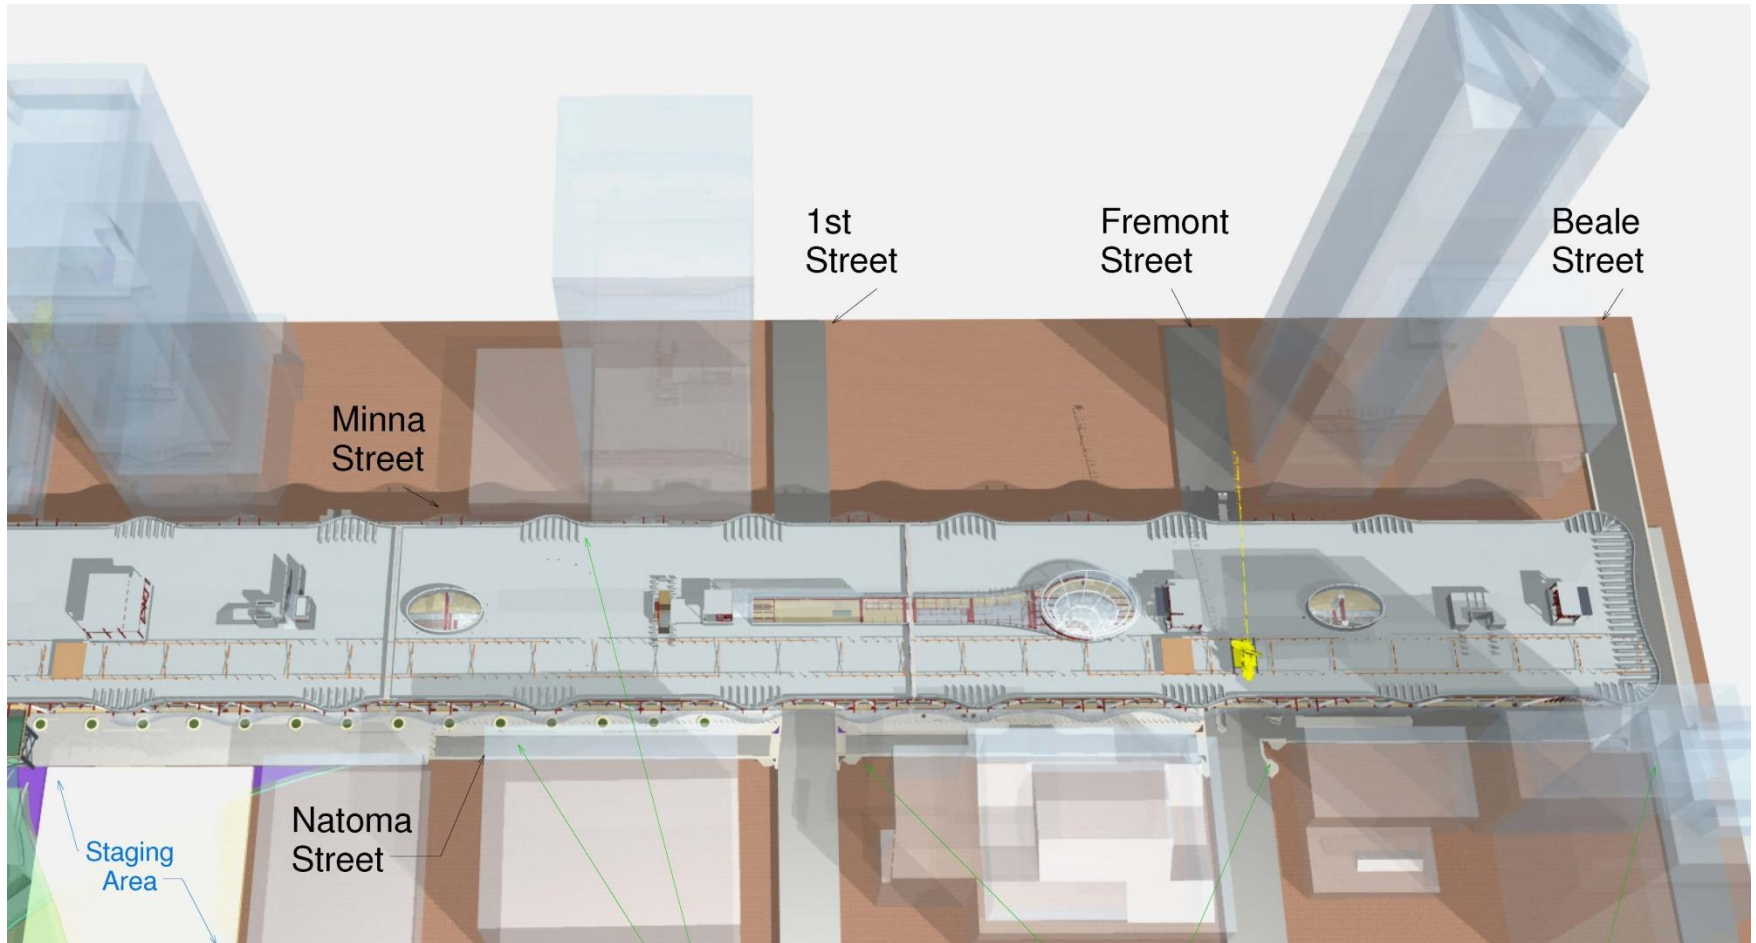 1st
Street
Fremont
Street
Beale
Street
Minna
Street
Natoma
Street
Staging
Area